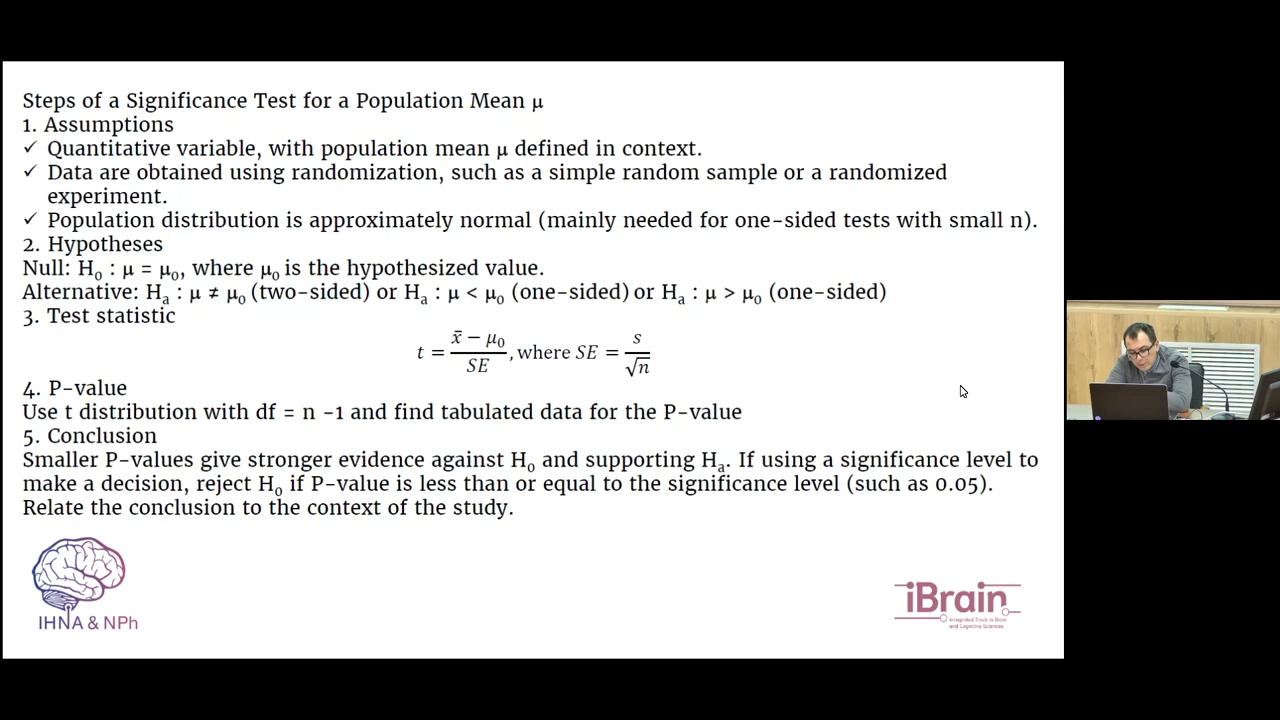 Steps of a Significance Test for a Population Mean μ
1. Assumptions
✓ Quantitative variable, with population mean μ defined in context.
✓ Data are obtained using randomization, such as a simple random sample or a randomized
experiment.
✓ Population distribution is approximately normal (mainly needed for one-sided tests with small n).
2. Hypotheses
Null: H₀ : μ = μ₀, where μ₀ is the hypothesized value.
Alternative: Hₐ : μ ≠ μ₀ (two-sided) or Hₐ : μ < μ₀ (one-sided) or Hₐ : μ > μ₀ (one-sided)
3. Test statistic
t = (x̄ − μ₀)/SE, where SE = s/√n
4. P-value
Use t distribution with df = n -1 and find tabulated data for the P-value
5. Conclusion
Smaller P-values give stronger evidence against H₀ and supporting Hₐ. If using a significance level to
make a decision, reject H₀ if P-value is less than or equal to the significance level (such as 0.05).
Relate the conclusion to the context of the study.
IHNA & NPh
iBrain
Integrated Track in Brain
and Cognitive Sciences